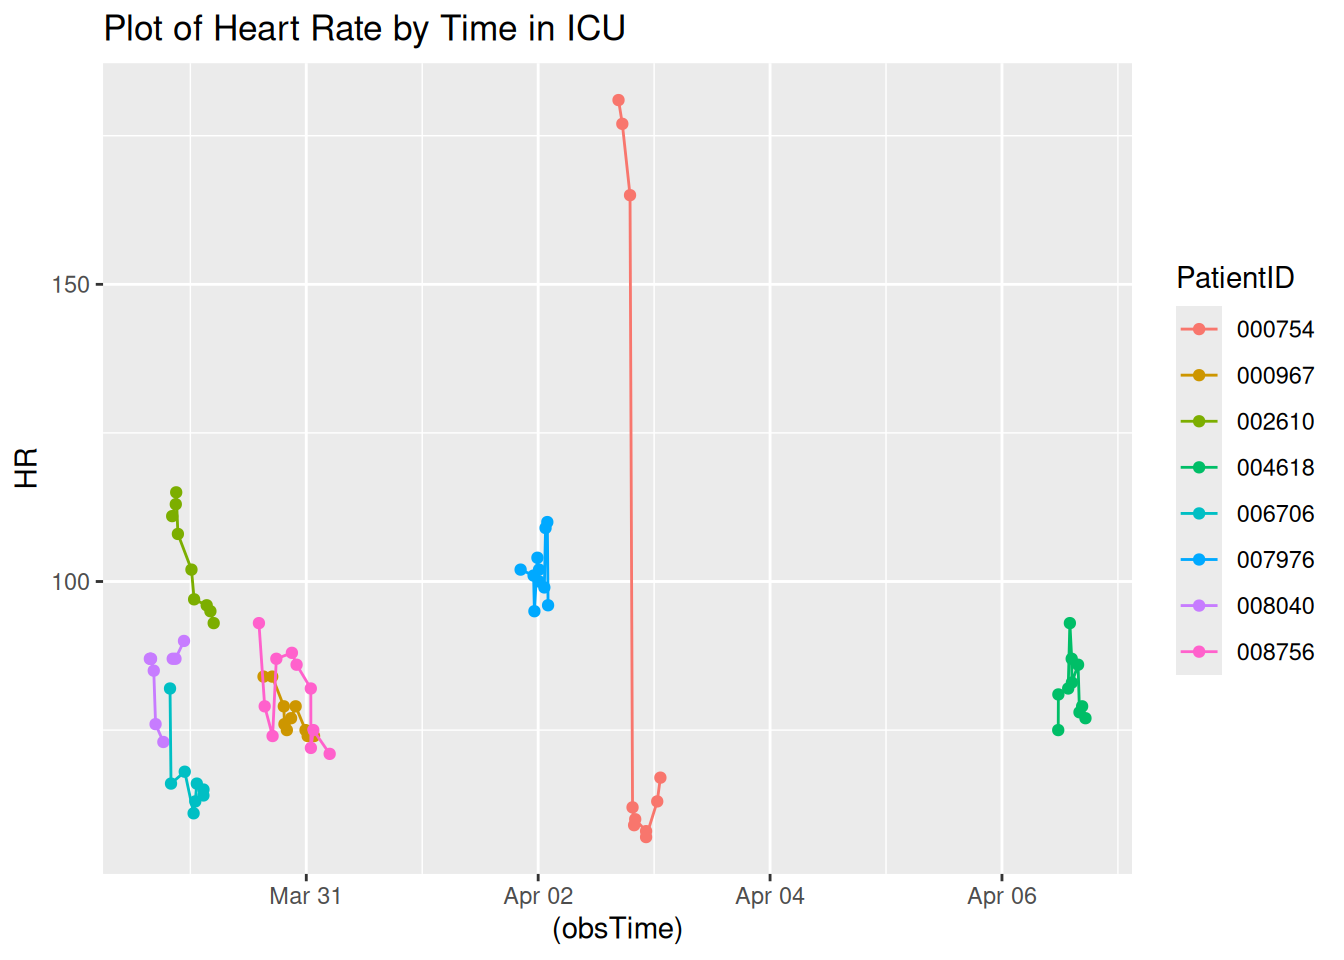 Plot of Heart Rate by Time in ICU
150
100
HR
Mar 31
Apr 02
Apr 04
Apr 06
(obsTime)
PatientID
000754
000967
002610
004618
006706
007976
008040
008756